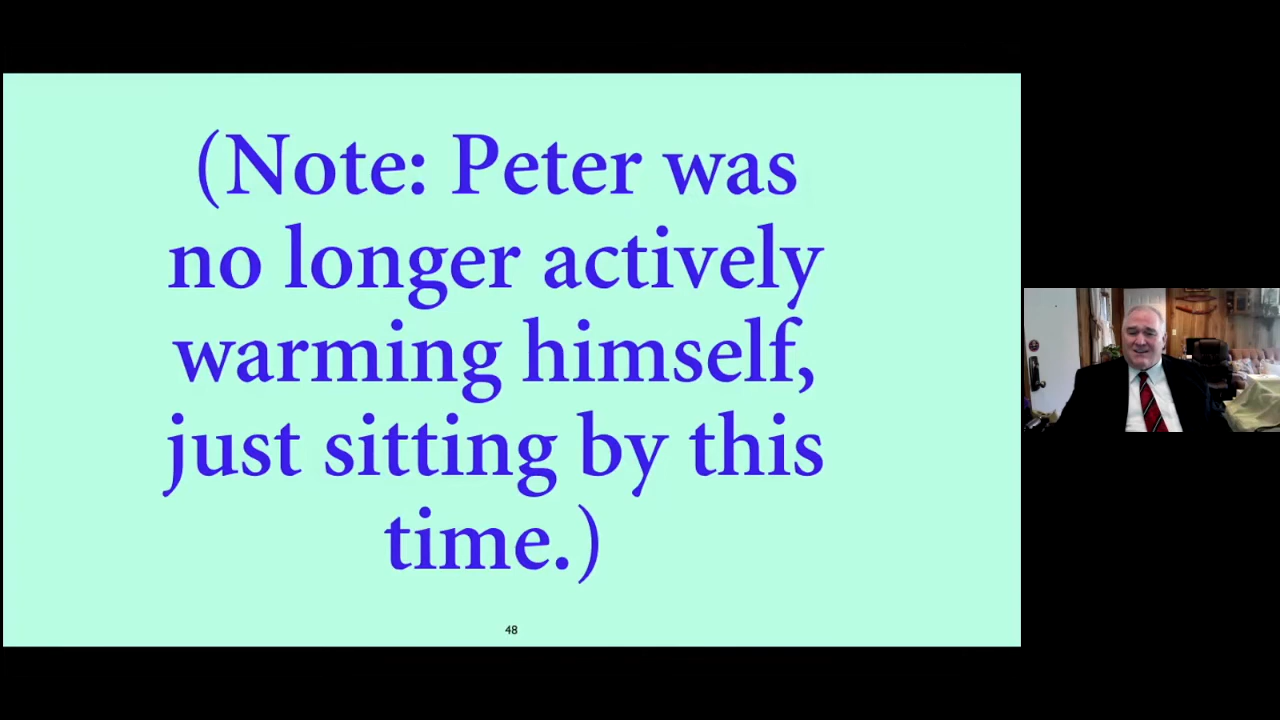 (Note: Peter was
no longer actively
warming himself,
just sitting by this
time.)
48